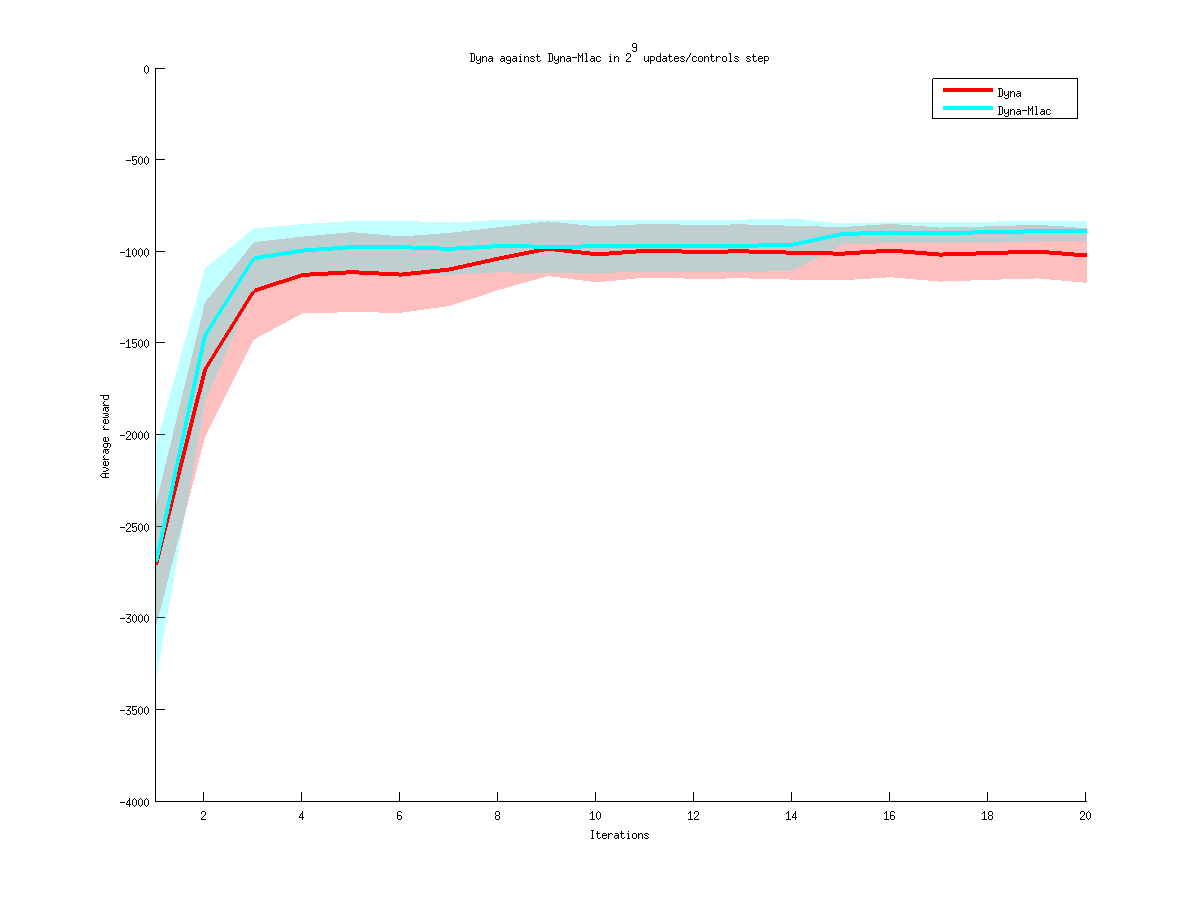 Dyna against Dyna-Mlac in 2^9 updates/controls step
Dyna
Dyna-Mlac
0
-500
-1000
-1500
-2000
-2500
-3000
-3500
-4000
Average reward
2 4 6 8 10 12 14 16 18 20
Iterations